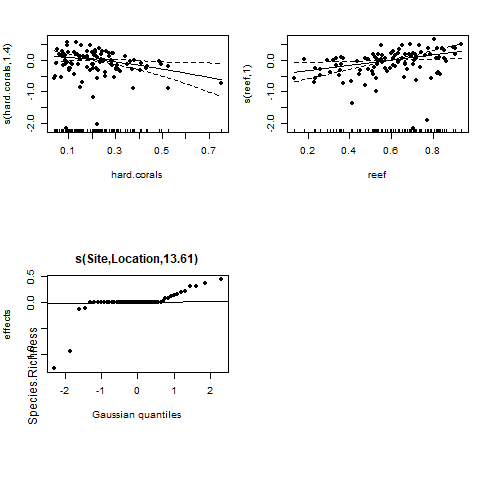 s(hard.corals,1.4)
0.0
-1.0
-2.0
0.1 0.3 0.5 0.7
hard.corals
s(reef,1)
0.0
-1.0
-2.0
0.2 0.4 0.6 0.8
reef
s(Site,Location,13.61)
effects
Species.Richness
0.5
0.0
-2 -1 0 1 2
Gaussian quantiles